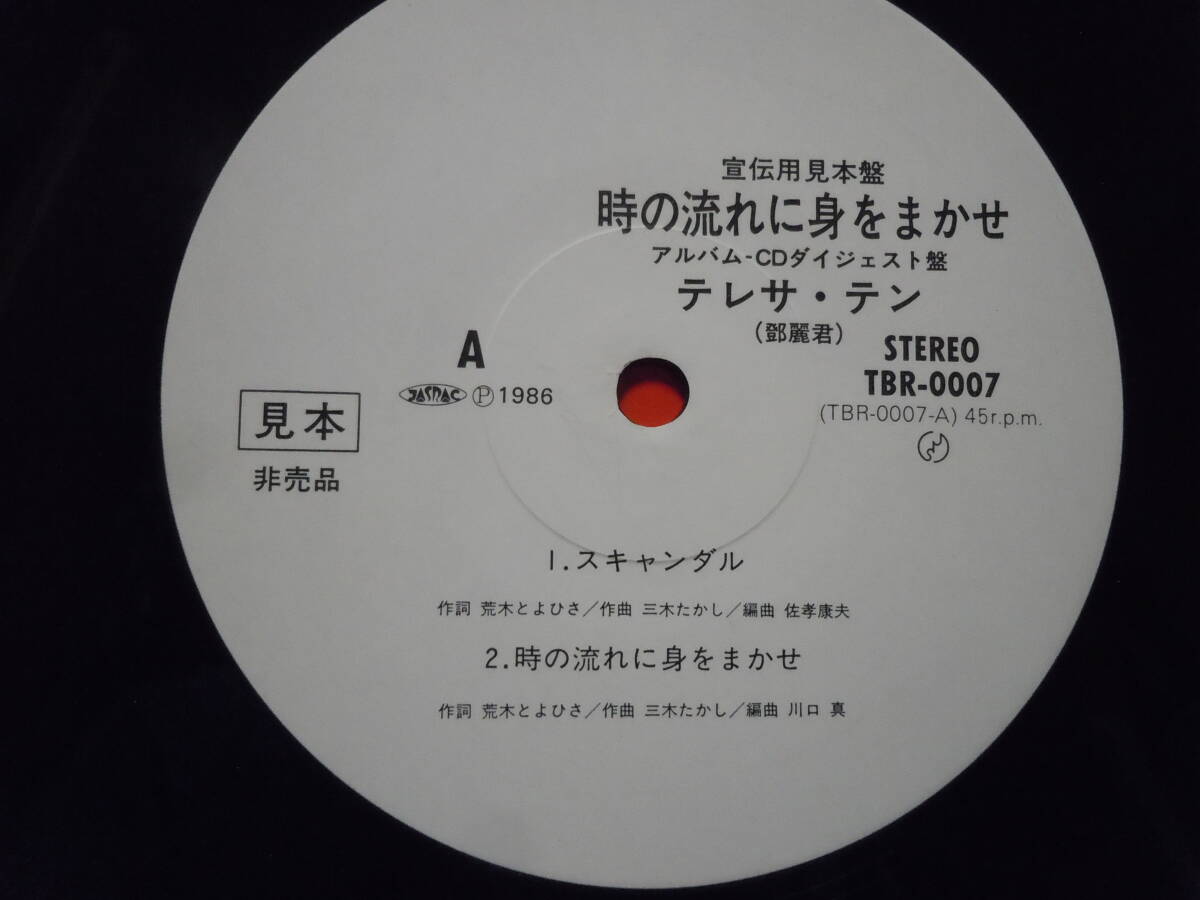 宣伝用見本盤
時の流れに身をまかせ
アルバム-CDダイジェスト盤
テレサ・テン
(鄧麗君)
A
STEREO
TBR-0007
JASRAC Ⓟ1986
(TBR-0007-A) 45r.p.m.
見本
非売品
1.スキャンダル
作詞 荒木とよひさ/作曲 三木たかし/編曲 佐孝康夫
2.時の流れに身をまかせ
作詞 荒木とよひさ/作曲 三木たかし/編曲 川口 真